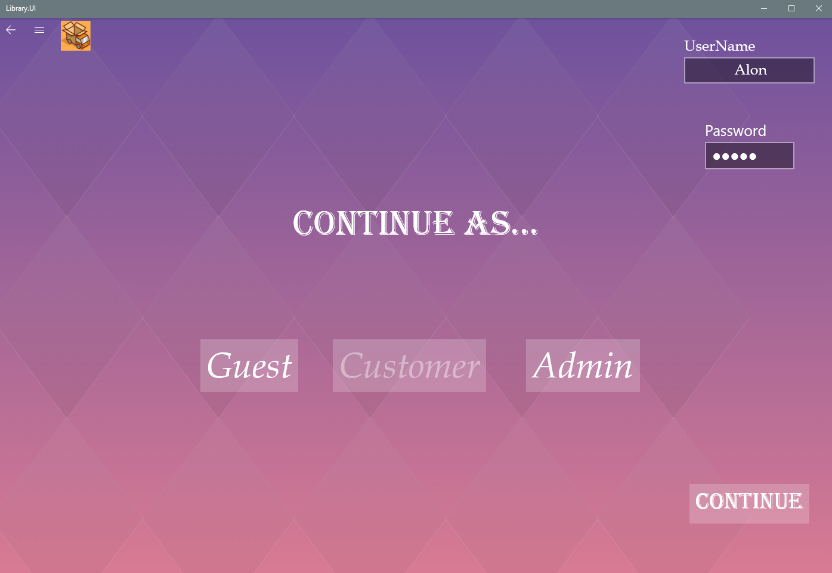 Library.UI
UserName
Alon
Password
●●●●●
CONTINUE AS...
Guest
Customer
Admin
CONTINUE